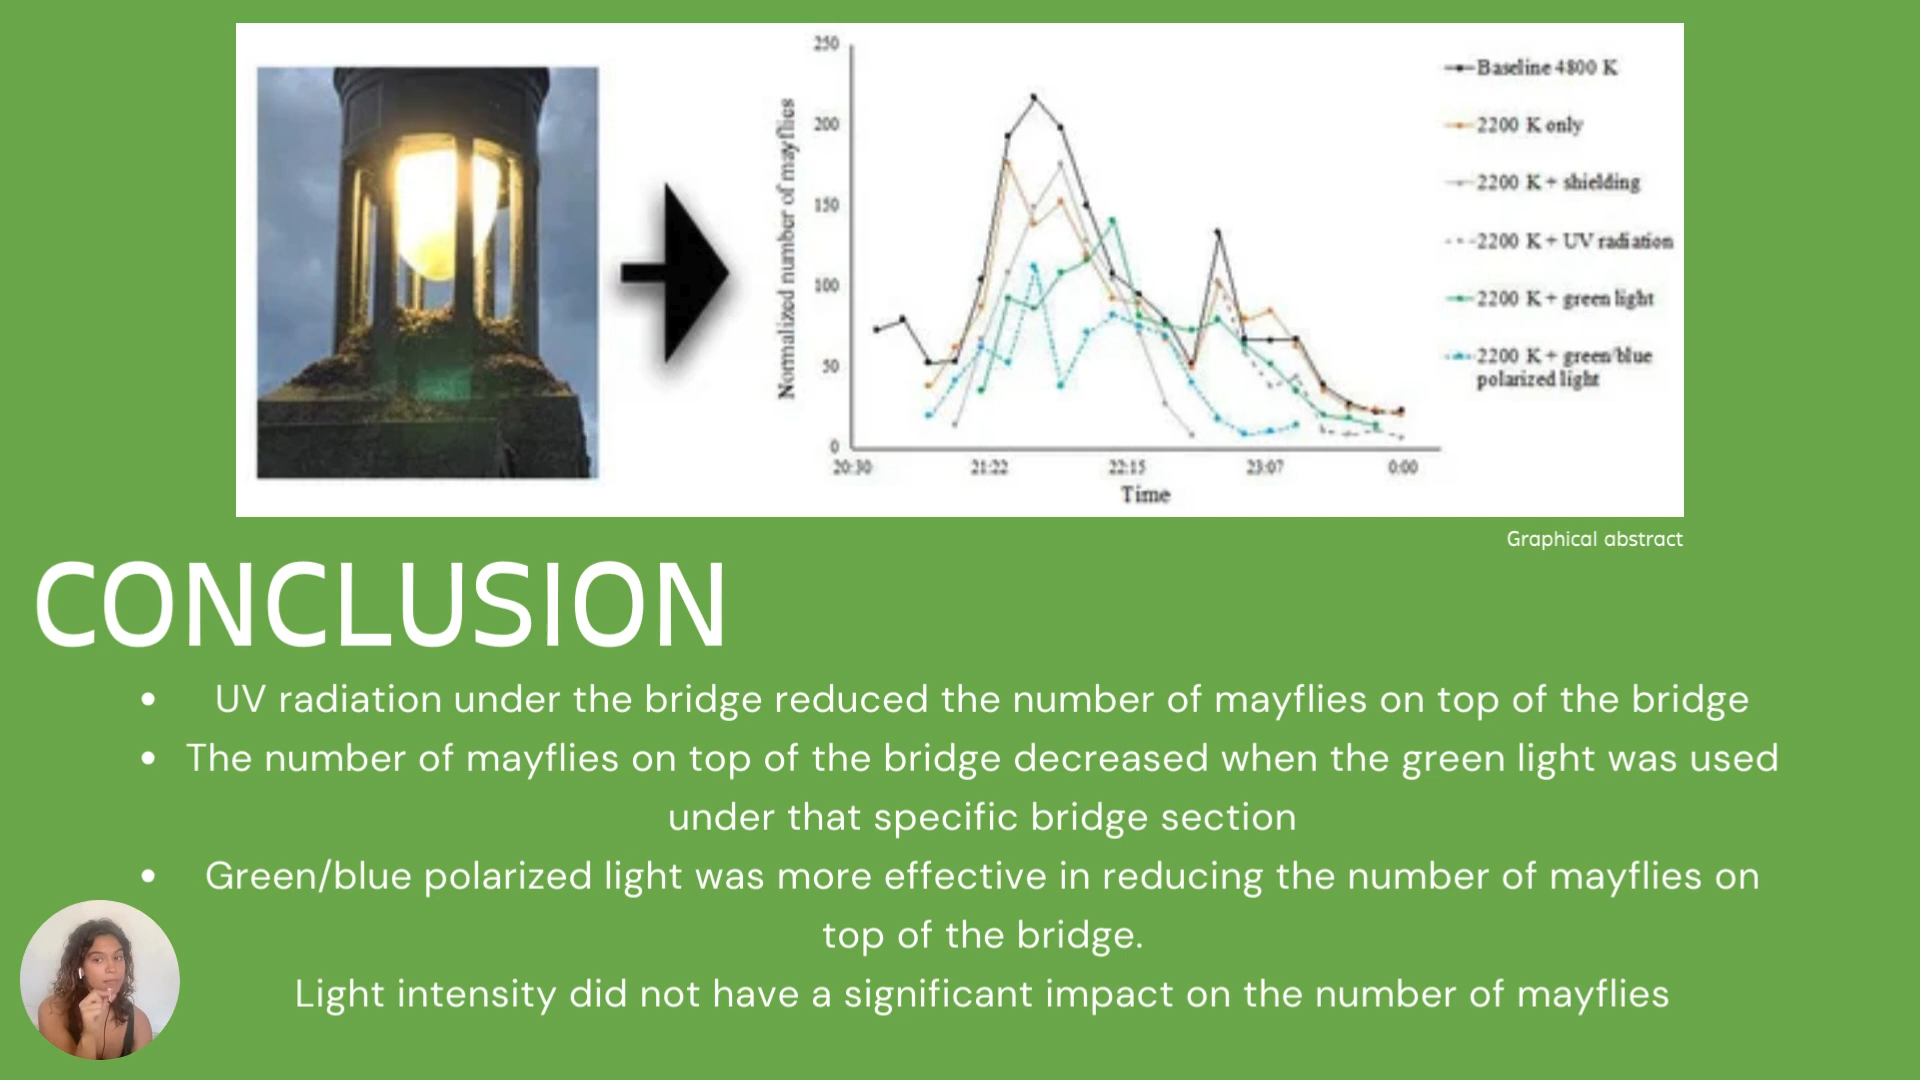 250
200
150
100
50
0
Normalized number of mayflies
20:30
21:22
22:15
23:07
0:00
Time
Baseline 4800 K
2200 K only
2200 K + shielding
2200 K + UV radiation
2200 K + green light
2200 K + green/blue
polarized light
Graphical abstract
CONCLUSION
• UV radiation under the bridge reduced the number of mayflies on top of the bridge
• The number of mayflies on top of the bridge decreased when the green light was used
under that specific bridge section
• Green/blue polarized light was more effective in reducing the number of mayflies on
top of the bridge.
Light intensity did not have a significant impact on the number of mayflies